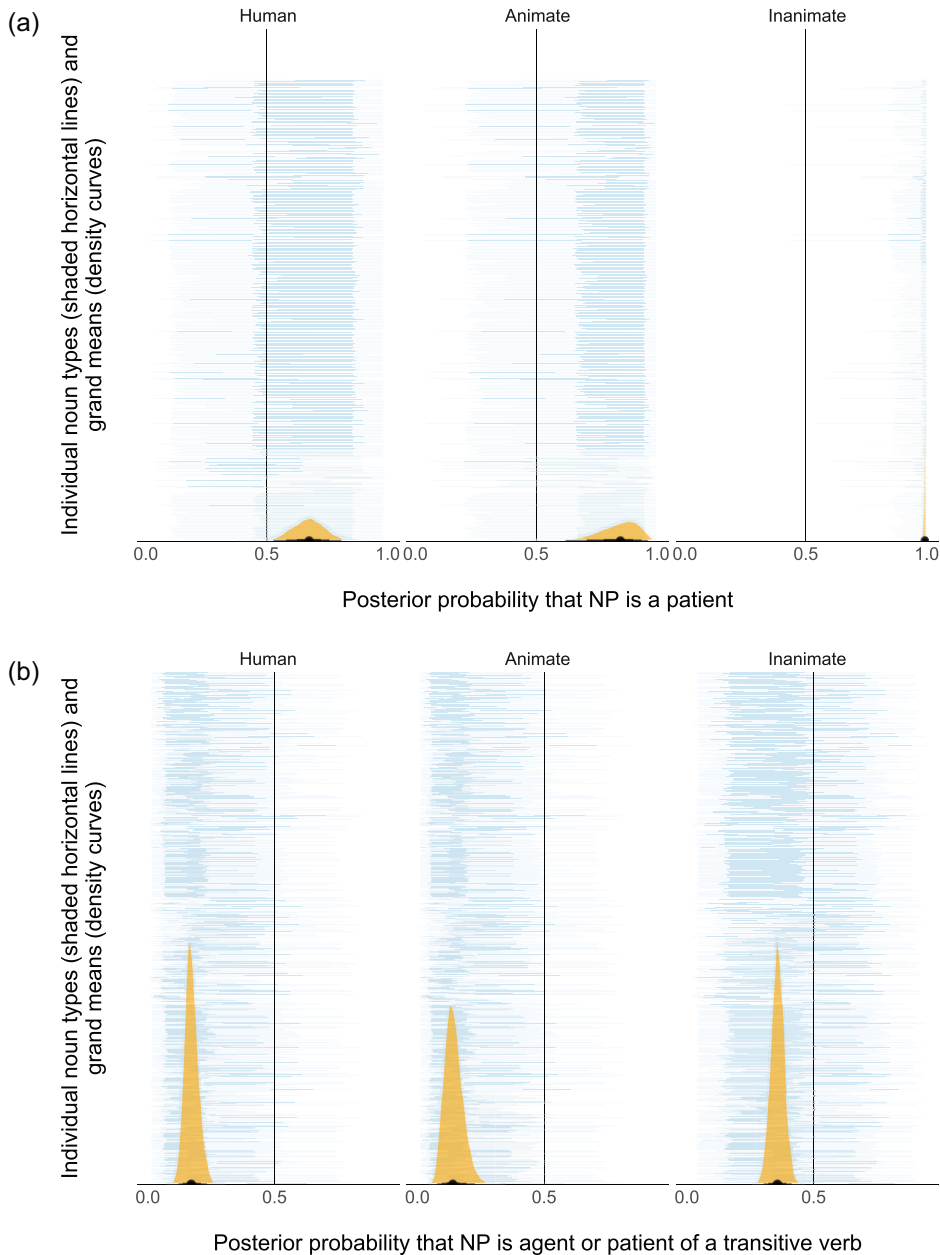 (a)
Human Animate Inanimate
Individual noun types (shaded horizontal lines) and
grand means (density curves)
0.0 0.5 1.0 0.0 0.5 1.0 0.0 0.5 1.0
Posterior probability that NP is a patient
(b)
Human Animate Inanimate
Individual noun types (shaded horizontal lines) and
grand means (density curves)
0.0 0.5 0.0 0.5 0.0 0.5
Posterior probability that NP is agent or patient of a transitive verb